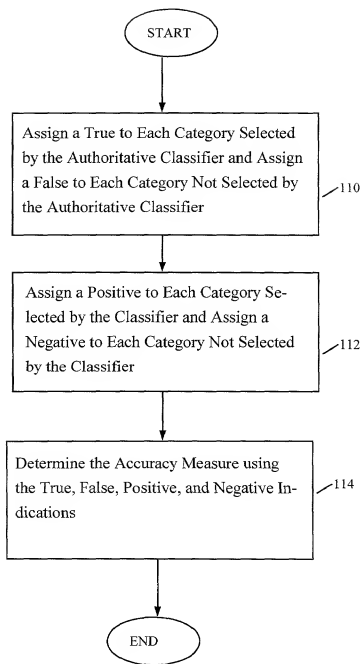 START
Assign a True to Each Category Selected
by the Authoritative Classifier and Assign
a False to Each Category Not Selected by
the Authoritative Classifier
110
Assign a Positive to Each Category Se-
lected by the Classifier and Assign a
Negative to Each Category Not Selected
by the Classifier
112
Determine the Accuracy Measure using
the True, False, Positive, and Negative In-
dications
114
END